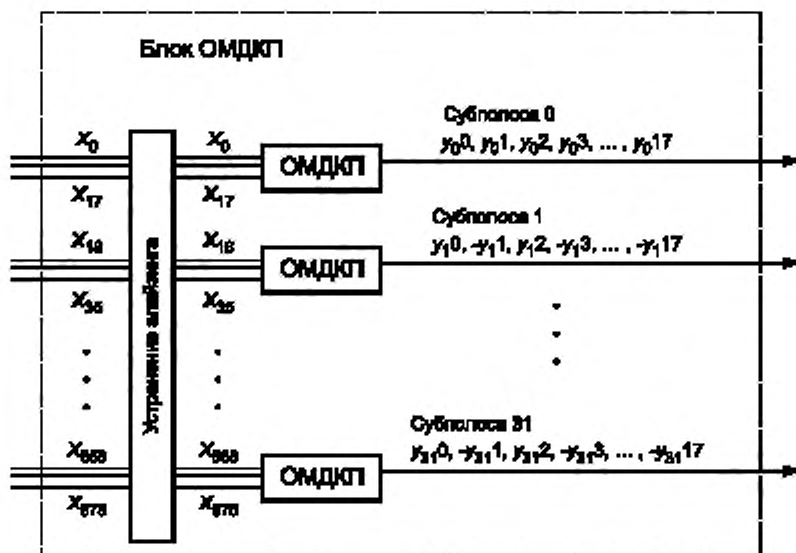 Блок ОМДКП
Субполоса 0
X₀ X₀ y₀0, y₀1, y₀2, y₀3, ... , y₀17
ОМДКП
X₁₇ X₁₇
Субполоса 1
X₁₈ X₁₈ y₁0, -y₁1, y₁2, -y₁3, ... , -y₁17
ОМДКП
X₃₅ X₃₅
Устранение алайзинга
Субполоса 31
X₅₅₈ X₅₅₈ y₃₁0, -y₃₁1, y₃₁2, -y₃₁3, ... , -y₃₁17
ОМДКП
X₅₇₅ X₅₇₅